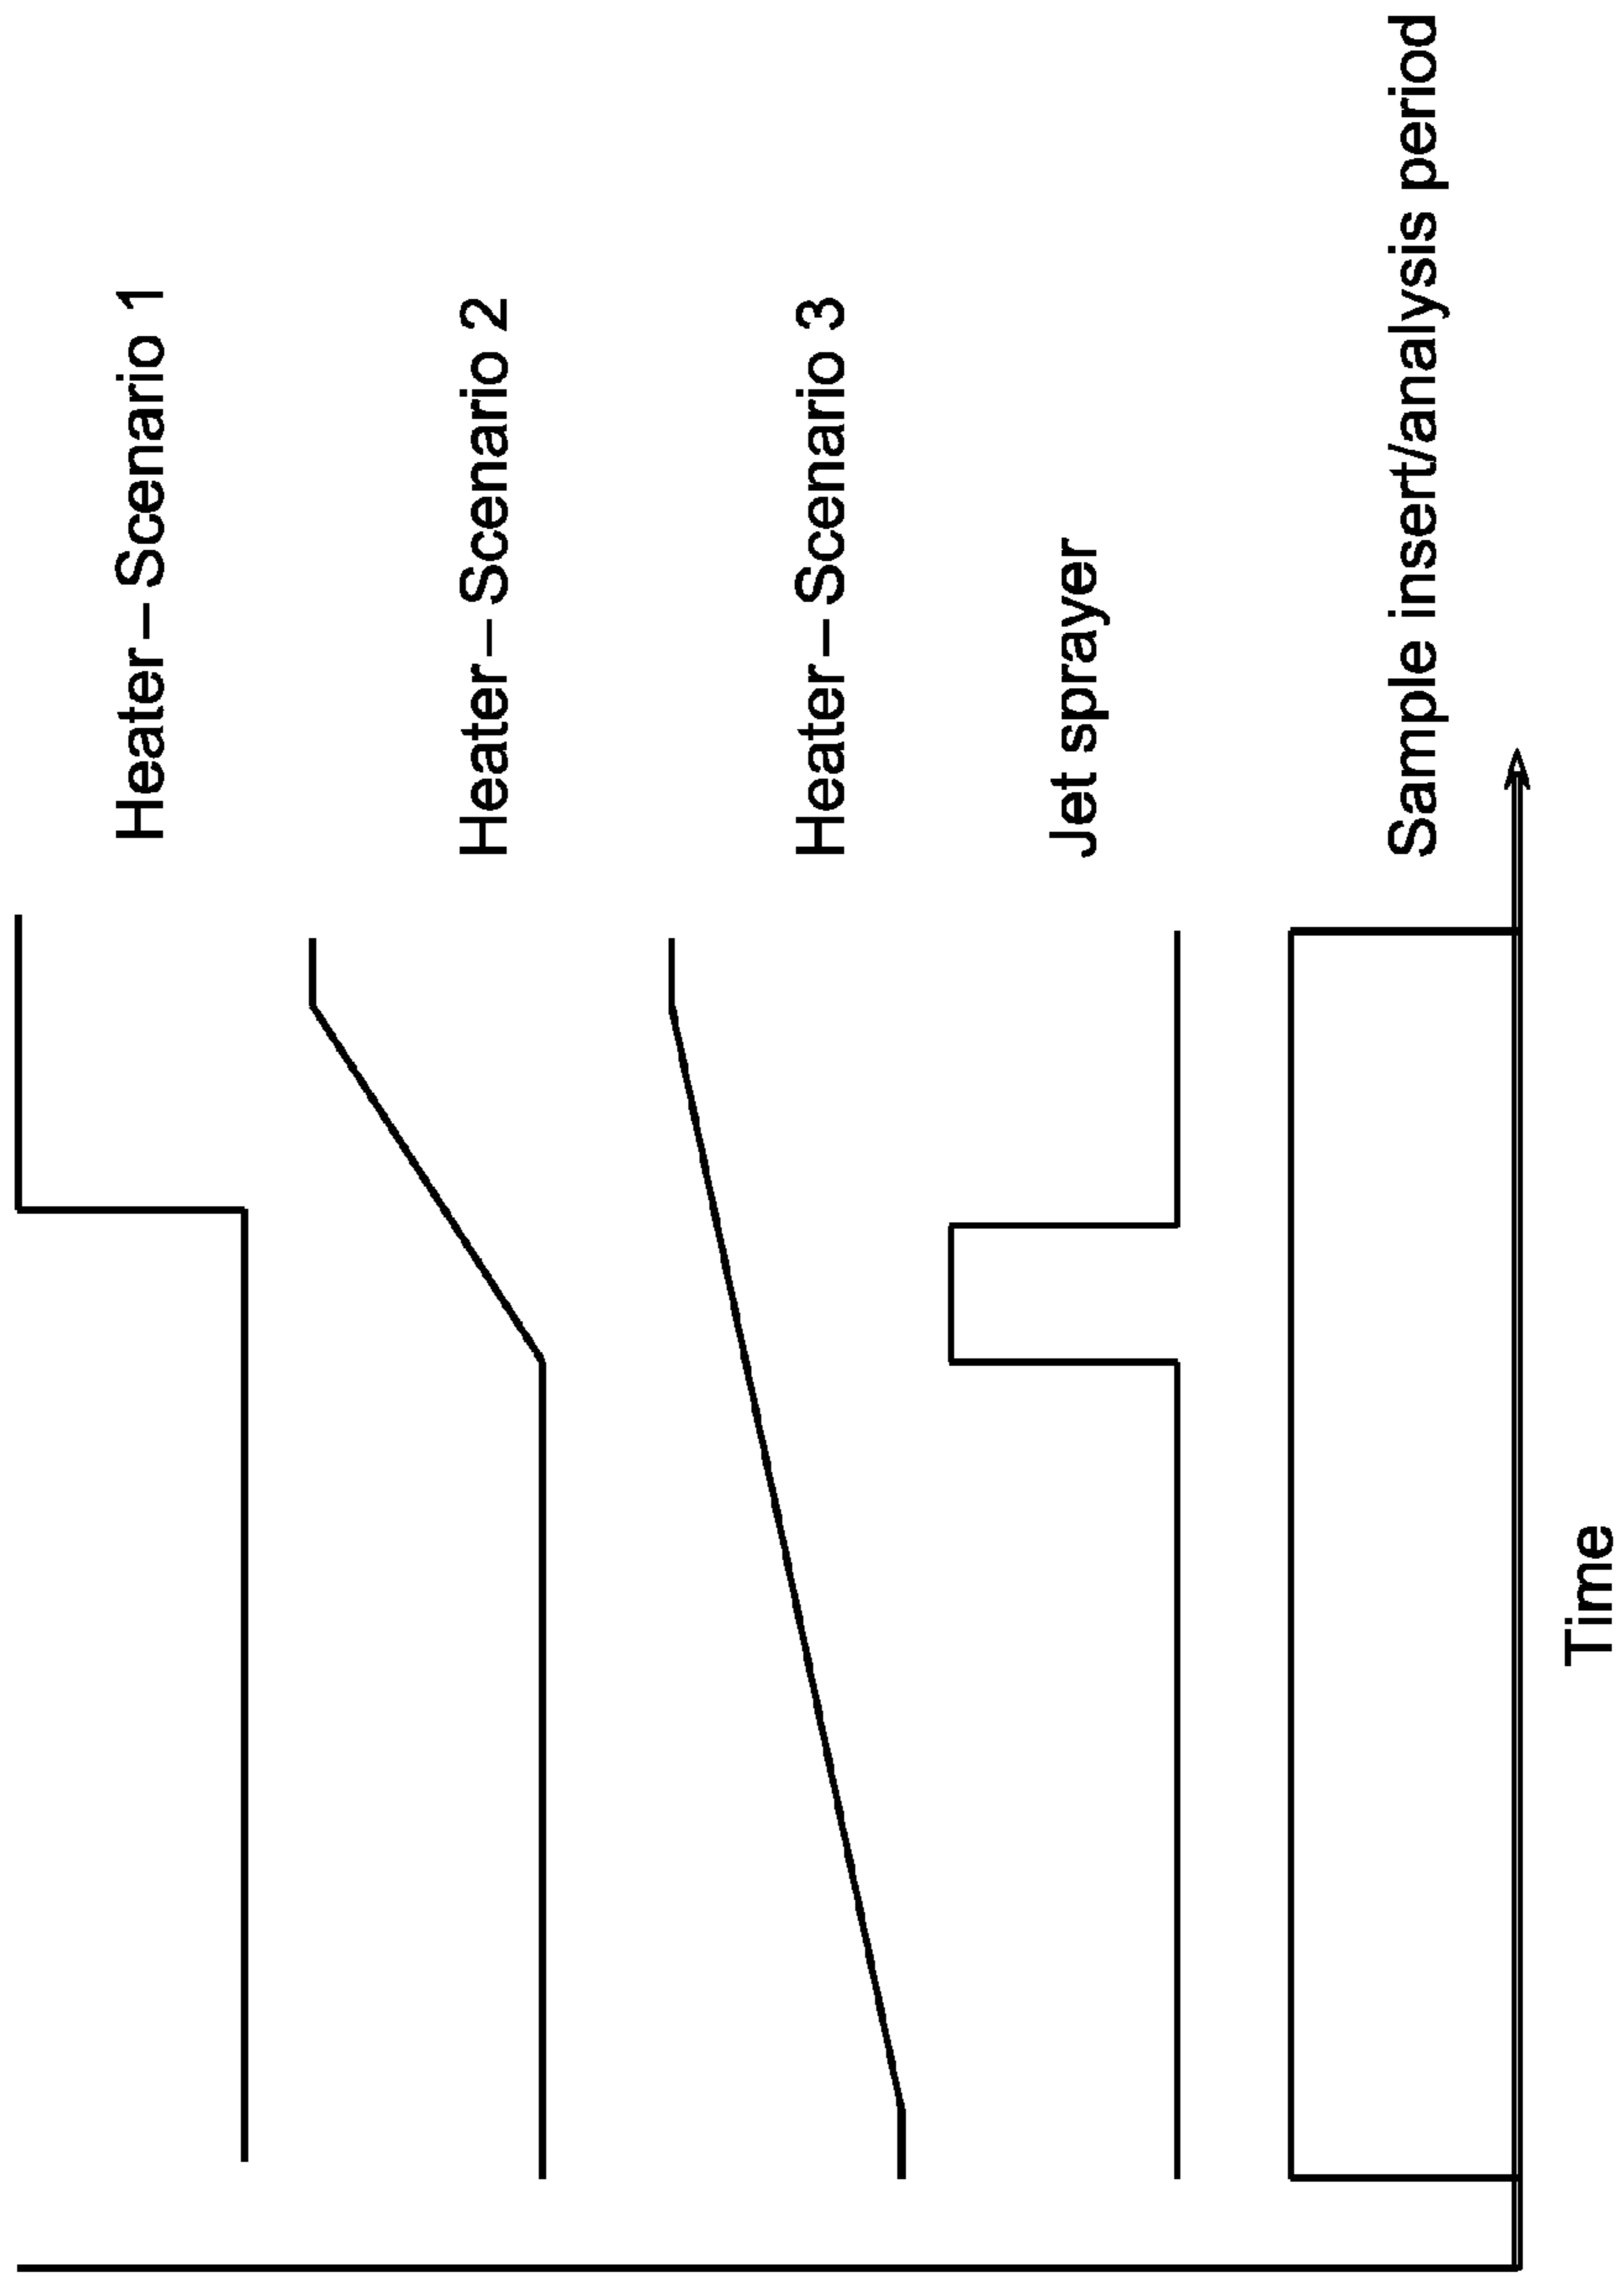 Heater–Scenario 1
Heater–Scenario 2
Heater–Scenario 3
Jet sprayer
Sample insert/analysis period
Time